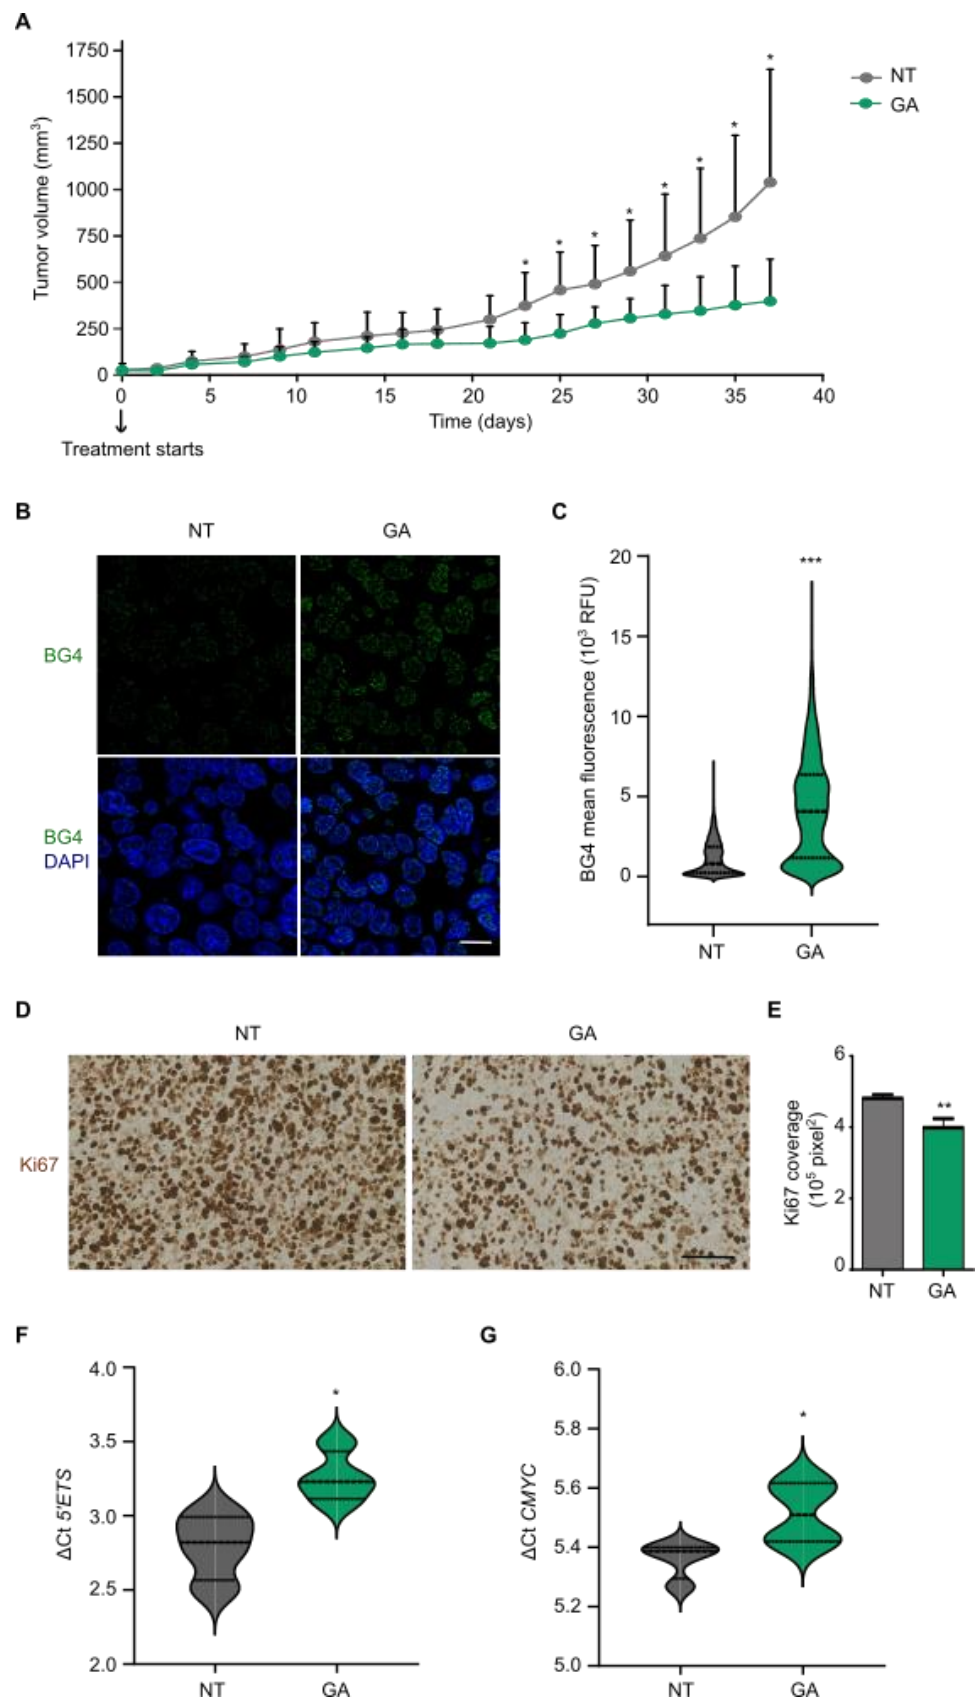 A
1750
1500
1250
1000
750
500
250
0
Tumor volume (mm³)
* * * * * * * *
NT
GA
0 5 10 15 20 25 30 35 40
Time (days)
Treatment starts
B
NT GA
BG4
BG4
DAPI
C
20
15
10
5
0
BG4 mean fluorescence (10³ RFU)
***
NT GA
D
NT GA
Ki67
E
6
4
2
0
Ki67 coverage
(10⁵ pixel²)
**
NT GA
F
4.0
3.5
3.0
2.5
2.0
ΔCt 5'ETS
*
NT GA
G
6.0
5.8
5.6
5.4
5.2
5.0
ΔCt CMYC
*
NT GA